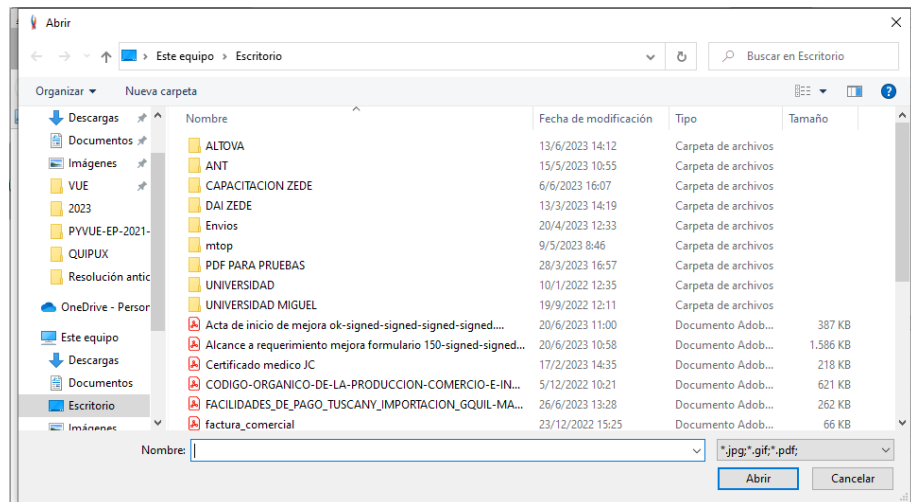 Abrir
Este equipo > Escritorio
Buscar en Escritorio
Organizar
Nueva carpeta
Nombre Fecha de modificación Tipo Tamaño
Descargas
Documentos
Imágenes
VUE
2023
PYVUE-EP-2021-
QUIPUX
Resolución antic
OneDrive - Person
Este equipo
Descargas
Documentos
Escritorio
Imágenes
ALTOVA 13/6/2023 14:12 Carpeta de archivos
ANT 15/5/2023 10:55 Carpeta de archivos
CAPACITACION ZEDE 6/6/2023 16:07 Carpeta de archivos
DAI ZEDE 13/3/2023 14:19 Carpeta de archivos
Envios 20/4/2023 12:33 Carpeta de archivos
mtop 9/5/2023 8:46 Carpeta de archivos
PDF PARA PRUEBAS 28/3/2023 16:57 Carpeta de archivos
UNIVERSIDAD 10/1/2022 12:35 Carpeta de archivos
UNIVERSIDAD MIGUEL 19/9/2022 12:11 Carpeta de archivos
Acta de inicio de mejora ok-signed-signed-signed-signed.... 20/6/2023 11:00 Documento Adob... 387 KB
Alcance a requerimiento mejora formulario 150-signed-signed... 20/6/2023 10:58 Documento Adob... 1.586 KB
Certificado medico JC 17/2/2023 14:35 Documento Adob... 218 KB
CODIGO-ORGANICO-DE-LA-PRODUCCION-COMERCIO-E-IN... 5/12/2022 10:21 Documento Adob... 621 KB
FACILIDADES_DE_PAGO_TUSCANY_IMPORTACION_GQUIL-MA... 26/6/2023 13:28 Documento Adob... 262 KB
factura_comercial 23/12/2022 15:25 Documento Adob... 66 KB
Nombre:
*.jpg;*.gif;*.pdf;
Abrir
Cancelar